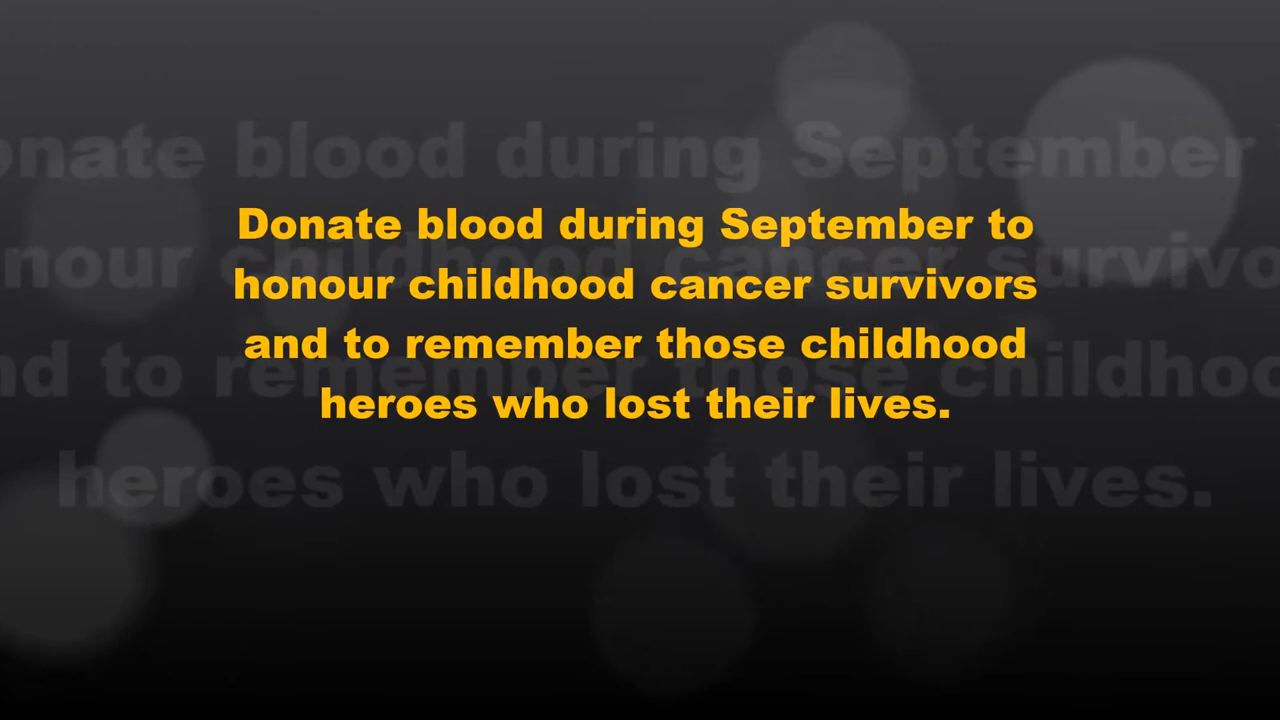 Donate blood during September to
honour childhood cancer survivors
and to remember those childhood
heroes who lost their lives.